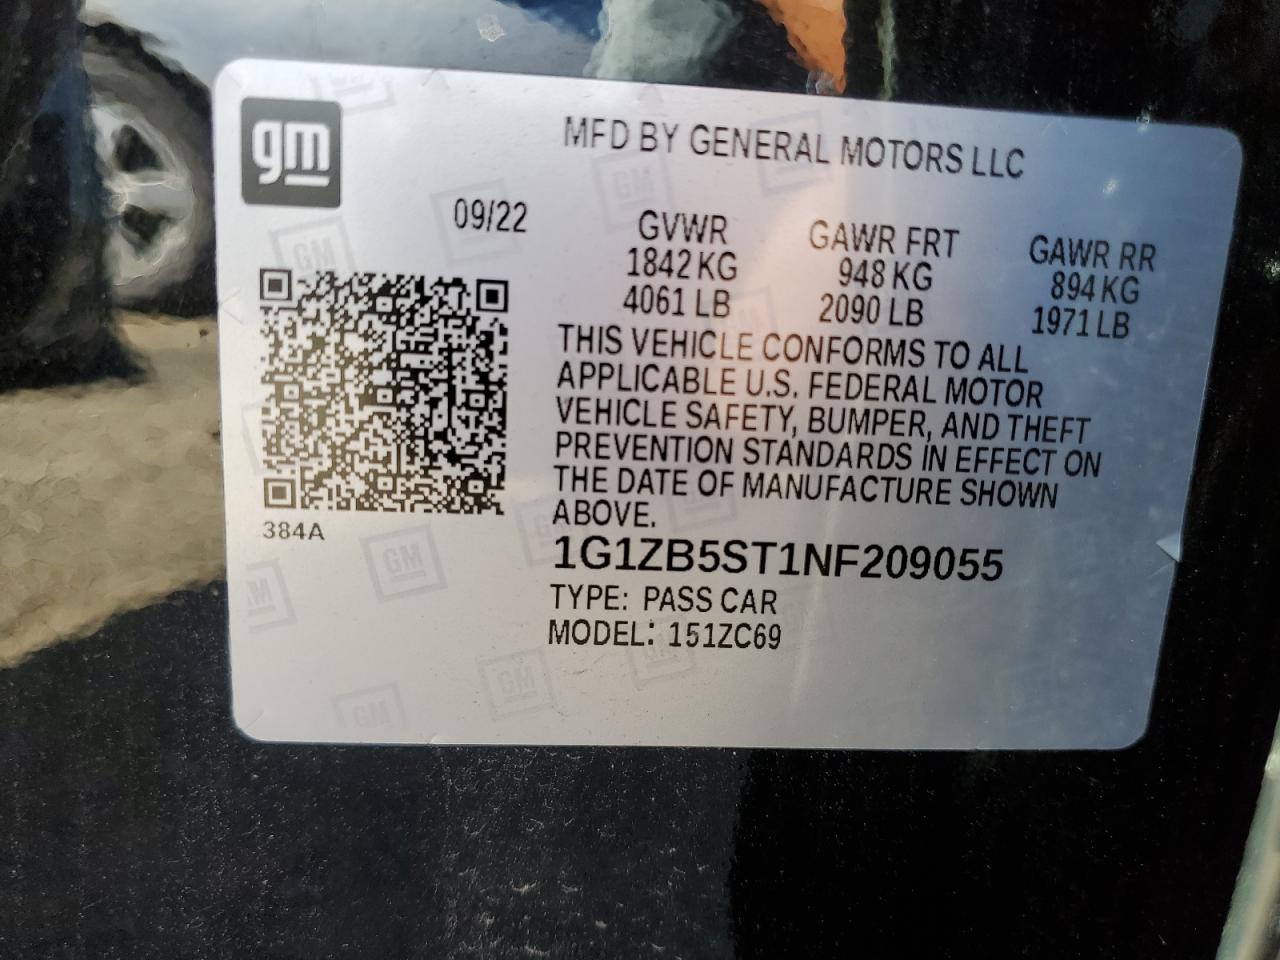 gm
MFD BY GENERAL MOTORS LLC
09/22
GVWR GAWR FRT GAWR RR
1842 KG 948 KG 894 KG
4061 LB 2090 LB 1971 LB
THIS VEHICLE CONFORMS TO ALL
APPLICABLE U.S. FEDERAL MOTOR
VEHICLE SAFETY, BUMPER, AND THEFT
PREVENTION STANDARDS IN EFFECT ON
THE DATE OF MANUFACTURE SHOWN
ABOVE.
384A
1G1ZB5ST1NF209055
TYPE: PASS CAR
MODEL: 151ZC69